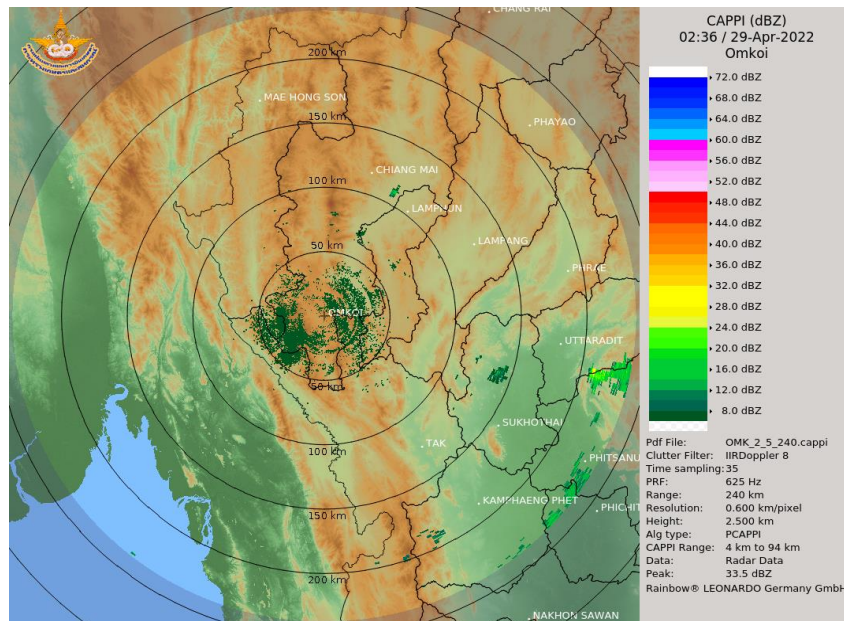 CHANG RAI
200 km
MAE HONG SON
150 km
PHAYAO
CHIANG MAI
100 km
LAMPHUN
LAMPANG
50 km
PHRAE
OMKOI
UTTARADIT
50 km
SUKHOTHAI
TAK
100 km
PHITSANU
KAMPHAENG PHET
PHICHIT
150 km
200 km
NAKHON SAWAN
CAPPI (dBZ)
02:36 / 29-Apr-2022
Omkoi
72.0 dBZ
68.0 dBZ
64.0 dBZ
60.0 dBZ
56.0 dBZ
52.0 dBZ
48.0 dBZ
44.0 dBZ
40.0 dBZ
36.0 dBZ
32.0 dBZ
28.0 dBZ
24.0 dBZ
20.0 dBZ
16.0 dBZ
12.0 dBZ
8.0 dBZ
Pdf File: OMK_2_5_240.cappi
Clutter Filter: IIRDoppler 8
Time sampling:35
PRF: 625 Hz
Range: 240 km
Resolution: 0.600 km/pixel
Height: 2.500 km
Alg type: PCAPPI
CAPPI Range: 4 km to 94 km
Data: Radar Data
Peak: 33.5 dBZ
Rainbow® LEONARDO Germany GmbH